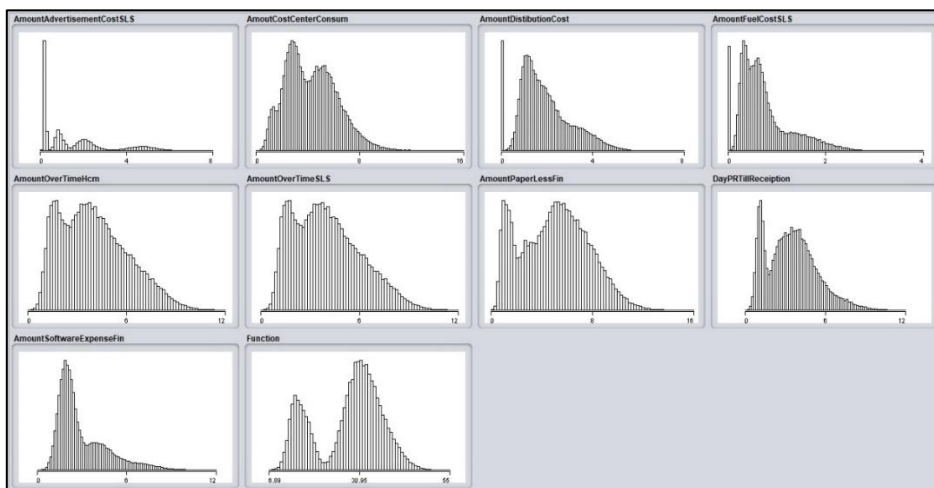 AmountAdvertisementCostSLS AmoutCostCenterConsum AmountDistibutionCost AmountFuelCostSLS
0 4 8 0 8 16 0 4 8 0 2 4
AmountOverTimeHcm AmountOverTimeSLS AmountPaperLessFin DayPRTillReceiption
0 6 12 0 6 12 0 8 16 0 6 12
AmountSoftwareExpenseFin Function
0 6 12 6.89 30.95 55